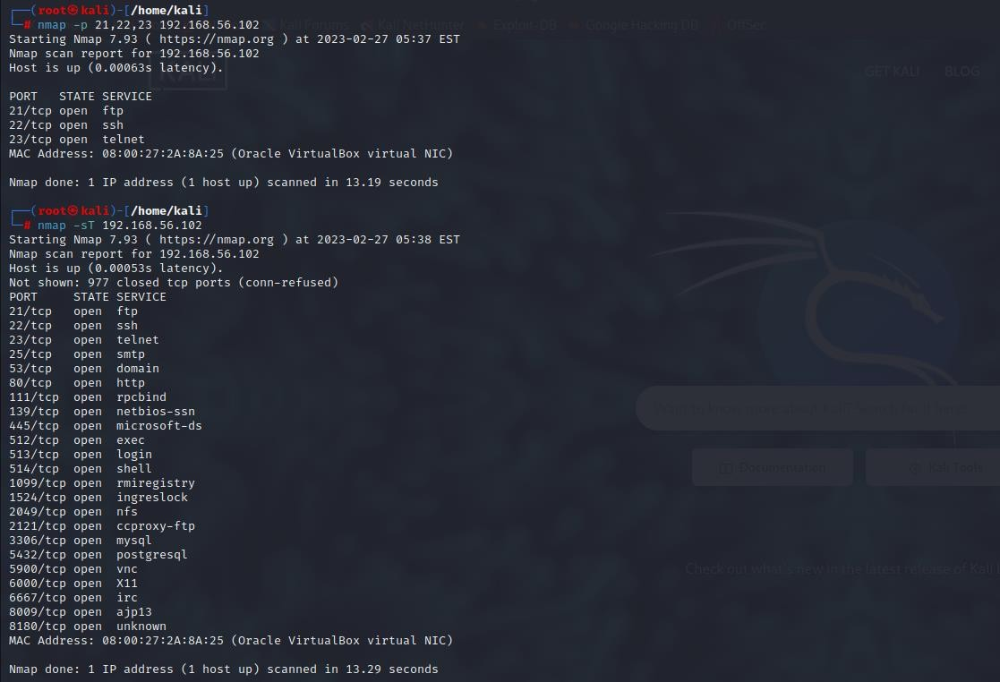 ┌──(root㉿kali)-[/home/kali]
└─# nmap -p 21,22,23 192.168.56.102
Kali Forums Kali NetHunter Exploit-DB Google Hacking DB OffSec
Starting Nmap 7.93 ( https://nmap.org ) at 2023-02-27 05:37 EST
Nmap scan report for 192.168.56.102
Host is up (0.00063s latency).
KALI
GET KALI BLOG
PORT   STATE SERVICE
21/tcp open  ftp
22/tcp open  ssh
23/tcp open  telnet
MAC Address: 08:00:27:2A:8A:25 (Oracle VirtualBox virtual NIC)
Nmap done: 1 IP address (1 host up) scanned in 13.19 seconds
┌──(root㉿kali)-[/home/kali]
└─# nmap -sT 192.168.56.102
Starting Nmap 7.93 ( https://nmap.org ) at 2023-02-27 05:38 EST
Nmap scan report for 192.168.56.102
Host is up (0.00053s latency).
Not shown: 977 closed tcp ports (conn-refused)
PORT     STATE SERVICE
21/tcp   open  ftp
22/tcp   open  ssh
23/tcp   open  telnet
25/tcp   open  smtp
53/tcp   open  domain
80/tcp   open  http
111/tcp  open  rpcbind
139/tcp  open  netbios-ssn
445/tcp  open  microsoft-ds
512/tcp  open  exec
513/tcp  open  login
514/tcp  open  shell
1099/tcp open  rmiregistry
1524/tcp open  ingreslock
2049/tcp open  nfs
2121/tcp open  ccproxy-ftp
3306/tcp open  mysql
5432/tcp open  postgresql
5900/tcp open  vnc
6000/tcp open  X11
6667/tcp open  irc
8009/tcp open  ajp13
8180/tcp open  unknown
MAC Address: 08:00:27:2A:8A:25 (Oracle VirtualBox virtual NIC)
Nmap done: 1 IP address (1 host up) scanned in 13.29 seconds
Want to know more about Kali? Search for it here!
Documentation
Kali Tools
Check out what's new in the latest release of Kali